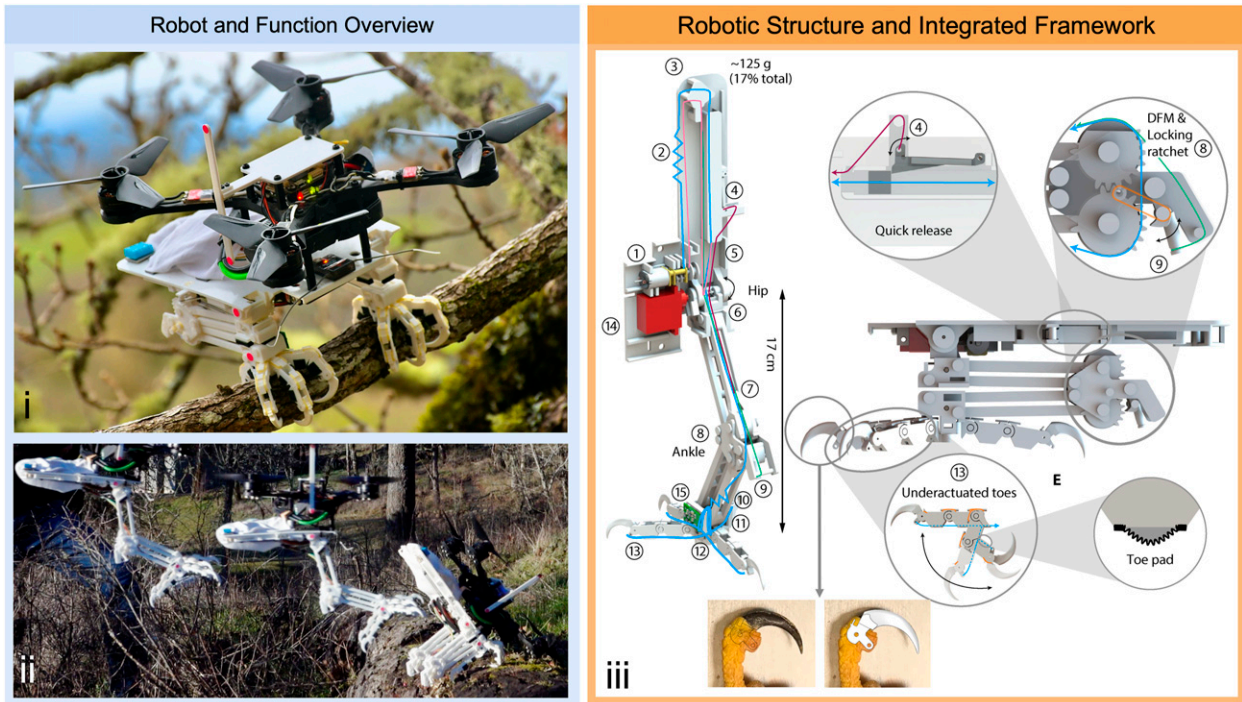 Robot and Function Overview
i
ii
Robotic Structure and Integrated Framework
~125 g
(17% total)
③
②
④
①
⑤
Hip
⑥
⑭
17 cm
⑦
⑧
Ankle
⑨
⑮
⑩
⑪
⑬
⑫
④
Quick release
DFM &
Locking
ratchet
⑧
⑨
⑬
Underactuated toes
E
Toe pad
iii